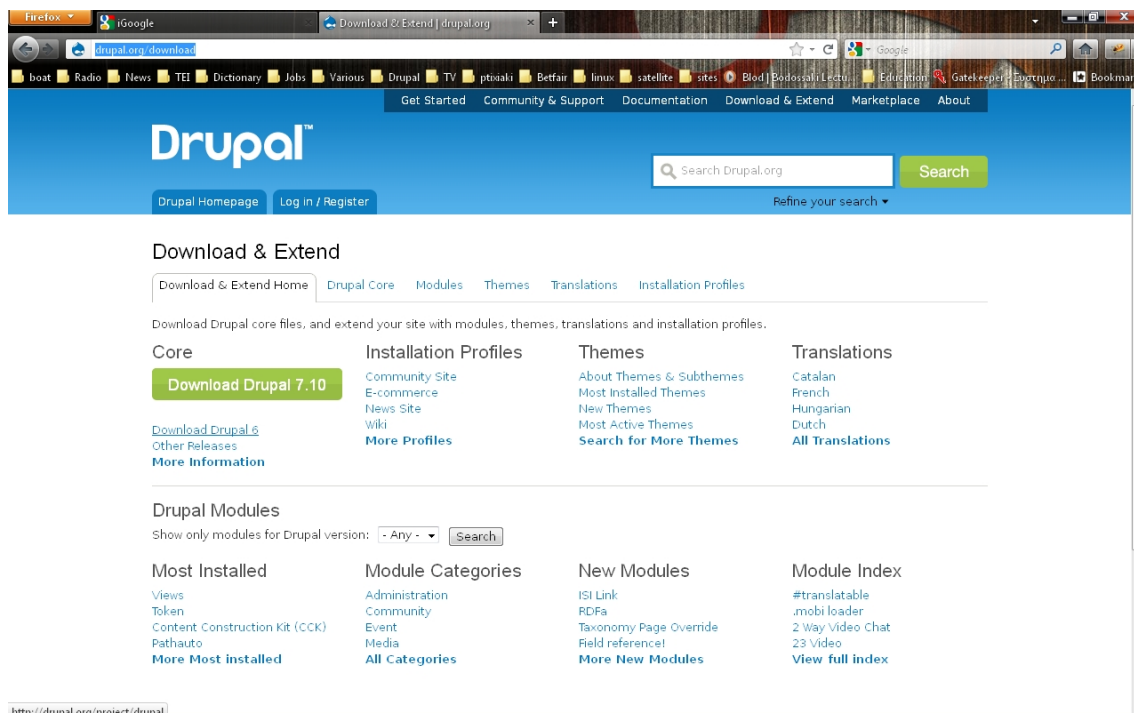 Firefox
iGoogle
Download & Extend | drupal.org
drupal.org/download
Google
boat Radio News TEI Dictionary Jobs Various Drupal TV ptixiaki Betfair linux satellite sites Blod | Bodossaki Lectu... Education Gatekeeper - Συστημα ... Bookmar
Get Started Community & Support Documentation Download & Extend Marketplace About
Drupal™
Search Drupal.org Search
Drupal Homepage Log in / Register Refine your search
Download & Extend
Download & Extend Home Drupal Core Modules Themes Translations Installation Profiles
Download Drupal core files, and extend your site with modules, themes, translations and installation profiles.
Core Installation Profiles Themes Translations
Download Drupal 7.10 Community Site About Themes & Subthemes Catalan
E-commerce Most Installed Themes French
News Site New Themes Hungarian
Download Drupal 6 Wiki Most Active Themes Dutch
Other Releases More Profiles Search for More Themes All Translations
More Information
Drupal Modules
Show only modules for Drupal version: - Any - Search
Most Installed Module Categories New Modules Module Index
Views Administration ISI Link #translatable
Token Community RDFa .mobi loader
Content Construction Kit (CCK) Event Taxonomy Page Override 2 Way Video Chat
Pathauto Media Field reference! 23 Video
More Most installed All Categories More New Modules View full index
http://drupal.org/project/drupal